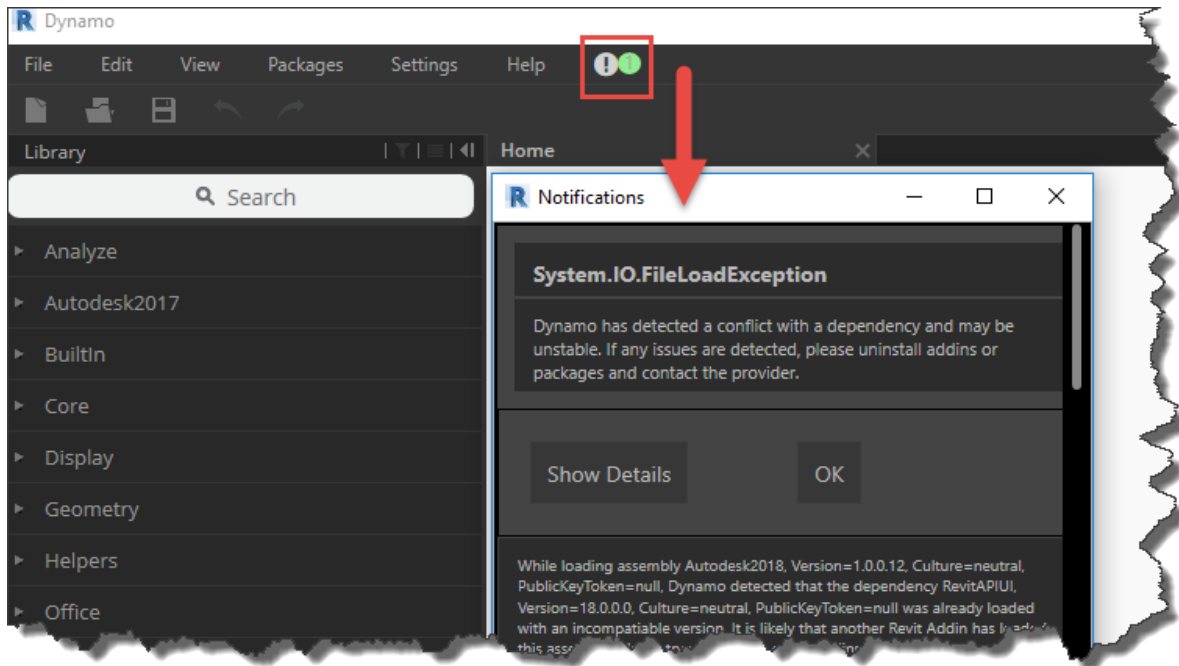 Dynamo
File Edit View Packages Settings Help ! 1
Library
Home
Search
Analyze
Autodesk2017
BuiltIn
Core
Display
Geometry
Helpers
Office
Notifications
System.IO.FileLoadException
Dynamo has detected a conflict with a dependency and may be
unstable. If any issues are detected, please uninstall addins or
packages and contact the provider.
Show Details OK
While loading assembly Autodesk2018, Version=1.0.0.12, Culture=neutral,
PublicKeyToken=null, Dynamo detected that the dependency RevitAPIUI,
Version=18.0.0.0, Culture=neutral, PublicKeyToken=null was already loaded
with an incompatiable version. It is likely that another Revit Addin has
this